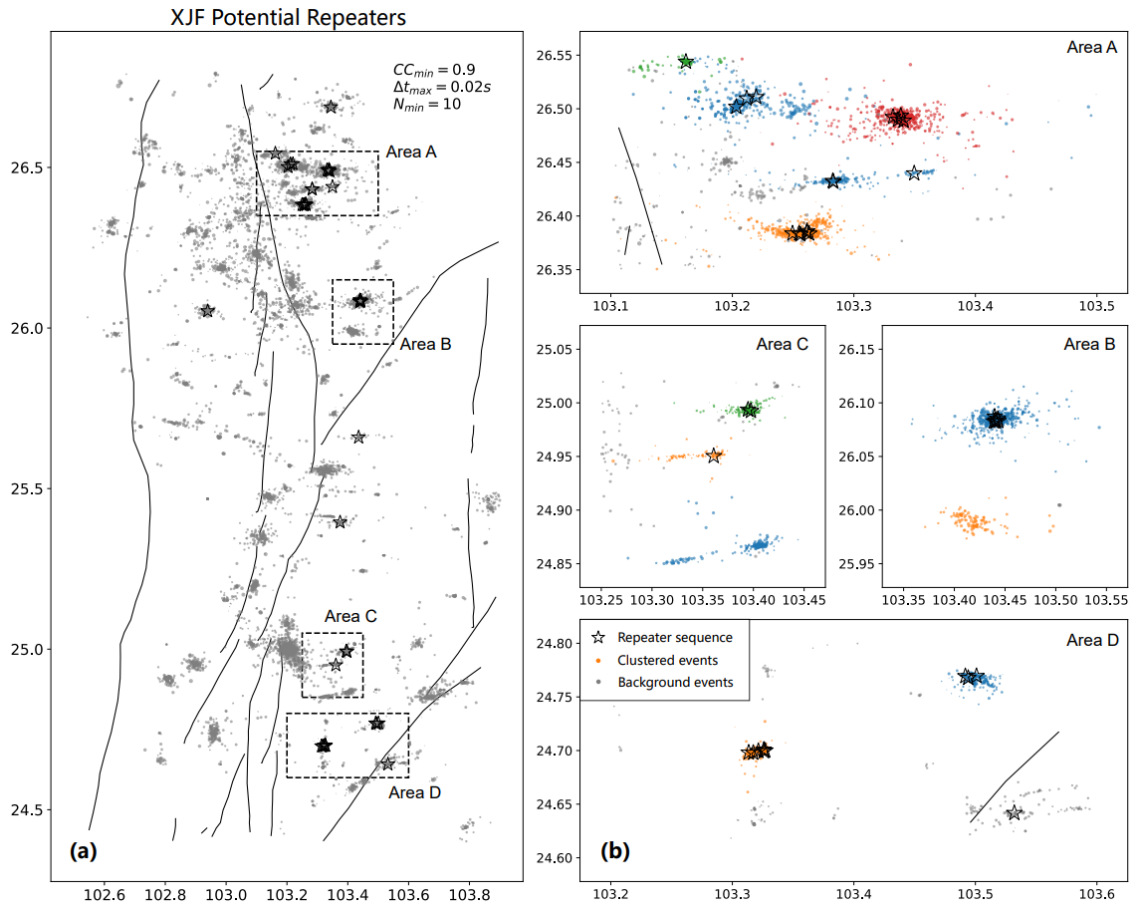 XJF Potential Repeaters
CC_min = 0.9
Δt_max = 0.02s
N_min = 10
26.5
26.0
25.5
25.0
24.5
Area A
Area B
Area C
Area D
(a)
102.6 102.8 103.0 103.2 103.4 103.6 103.8
Area A
26.55
26.50
26.45
26.40
26.35
103.1 103.2 103.3 103.4 103.5
Area C
25.05
25.00
24.95
24.90
24.85
103.25 103.30 103.35 103.40 103.45
Area B
26.15
26.10
26.05
26.00
25.95
103.35 103.40 103.45 103.50 103.55
Area D
Repeater sequence
Clustered events
Background events
24.80
24.75
24.70
24.65
24.60
(b)
103.2 103.3 103.4 103.5 103.6